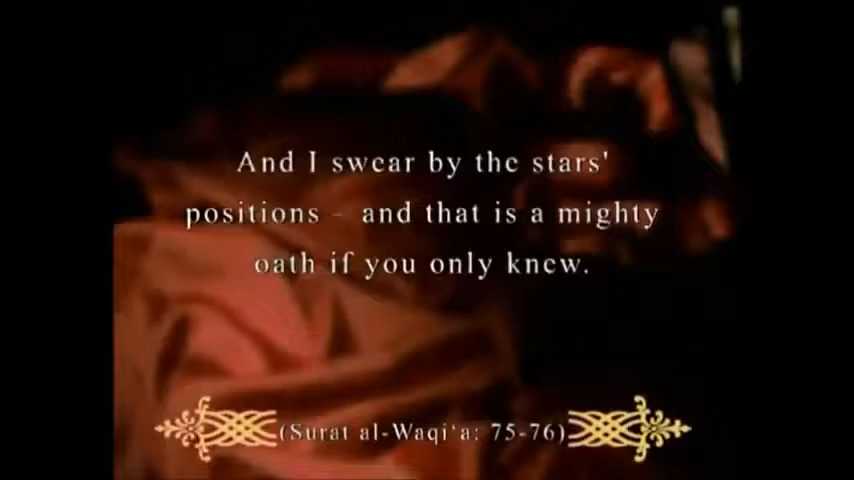 And I swear by the stars'
positions – and that is a mighty
oath if you only knew.
(Surat al-Waqi‘a: 75-76)